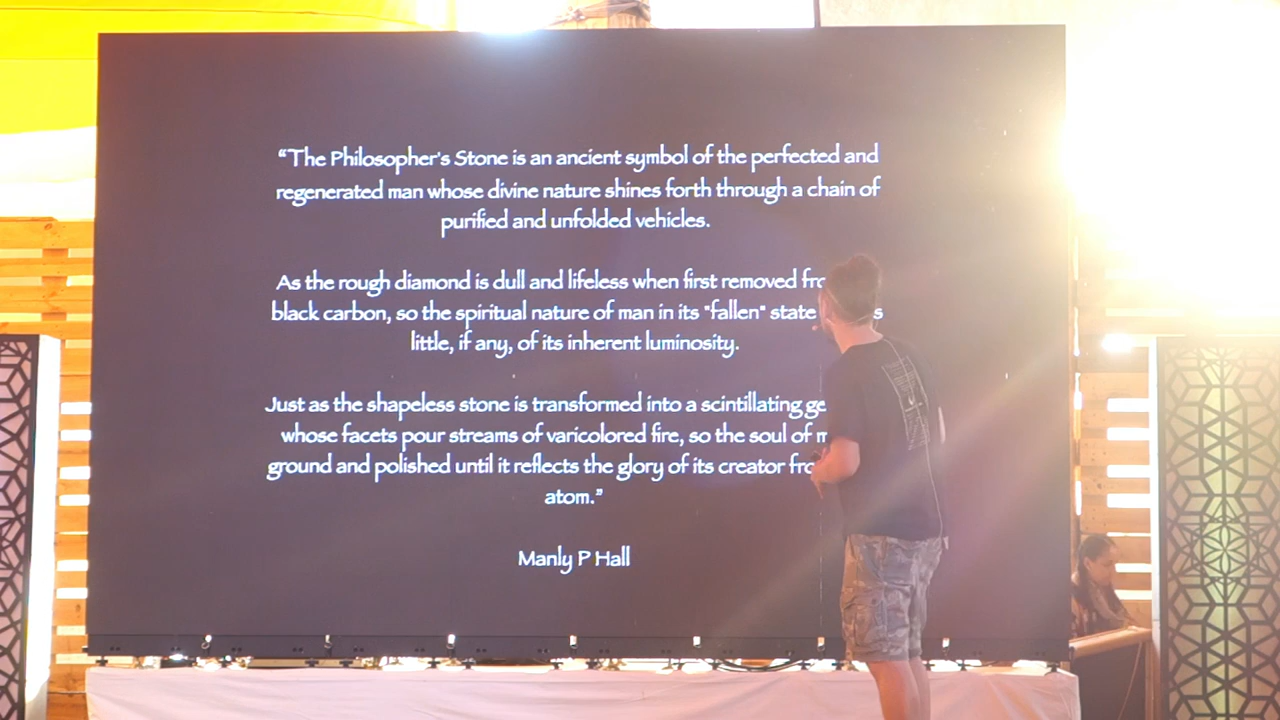 “The Philosopher's Stone is an ancient symbol of the perfected and
regenerated man whose divine nature shines forth through a chain of
purified and unfolded vehicles.
As the rough diamond is dull and lifeless when first removed
black carbon, so the spiritual nature of man in its "fallen" state
little, if any, of its inherent luminosity.
Just as the shapeless stone is transformed into a scintillating
whose facets pour streams of varicolored fire, so the soul of
ground and polished until it reflects the glory of its creator
atom.”
Manly P Hall